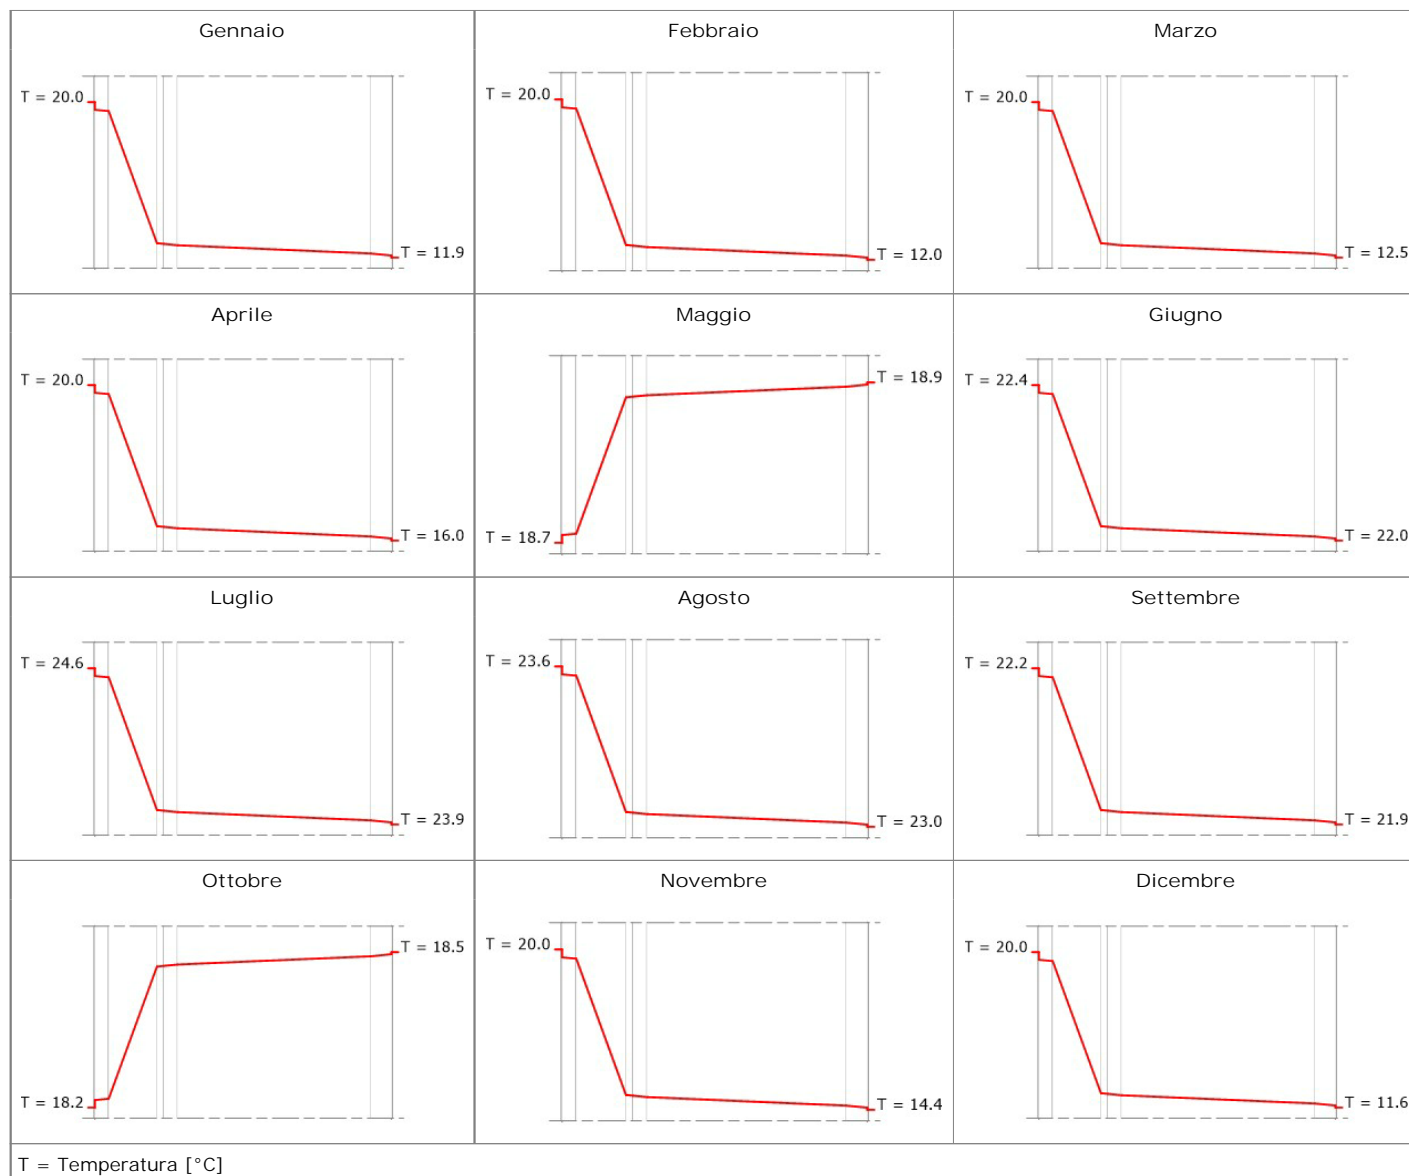 Gennaio
T = 20.0
T = 11.9
Febbraio
T = 20.0
T = 12.0
Marzo
T = 20.0
T = 12.5
Aprile
T = 20.0
T = 16.0
Maggio
T = 18.9
T = 18.7
Giugno
T = 22.4
T = 22.0
Luglio
T = 24.6
T = 23.9
Agosto
T = 23.6
T = 23.0
Settembre
T = 22.2
T = 21.9
Ottobre
T = 18.5
T = 18.2
Novembre
T = 20.0
T = 14.4
Dicembre
T = 20.0
T = 11.6
T = Temperatura [°C]